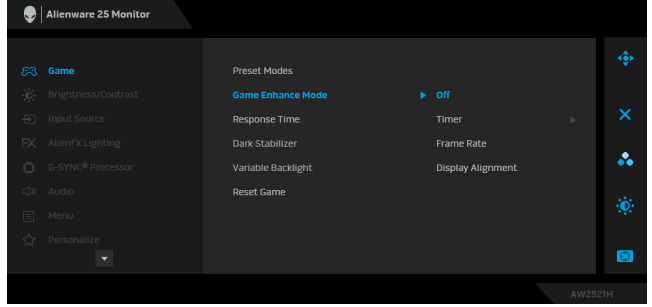 Alienware 25 Monitor
Game
Brightness/Contrast
Input Source
FX AlienFX Lighting
G-SYNC® Processor
Audio
Menu
Personalize
Preset Modes
Game Enhance Mode
Response Time
Dark Stabilizer
Variable Backlight
Reset Game
Off
Timer
Frame Rate
Display Alignment
AW2521H